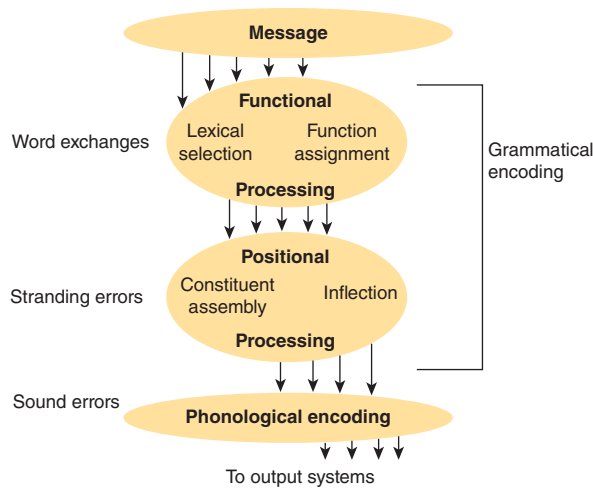 Message
Functional
Word exchanges
Lexical
selection
Function
assignment
Processing
Grammatical
encoding
Positional
Stranding errors
Constituent
assembly
Inflection
Processing
Sound errors
Phonological encoding
To output systems